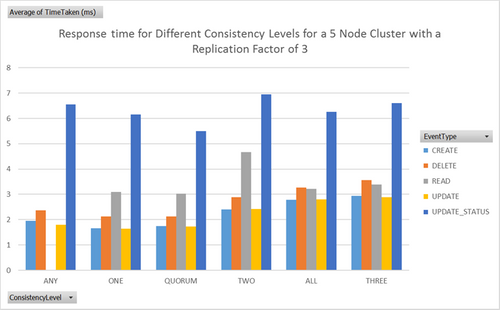 Average of TimeTaken (ms)
Response time for Different Consistency Levels for a 5 Node Cluster with a
Replication Factor of 3
8
7
6
5
4
3
2
1
0
ANY ONE QUORUM TWO ALL THREE
EventType
CREATE
DELETE
READ
UPDATE
UPDATE_STATUS
ConsistencyLevel